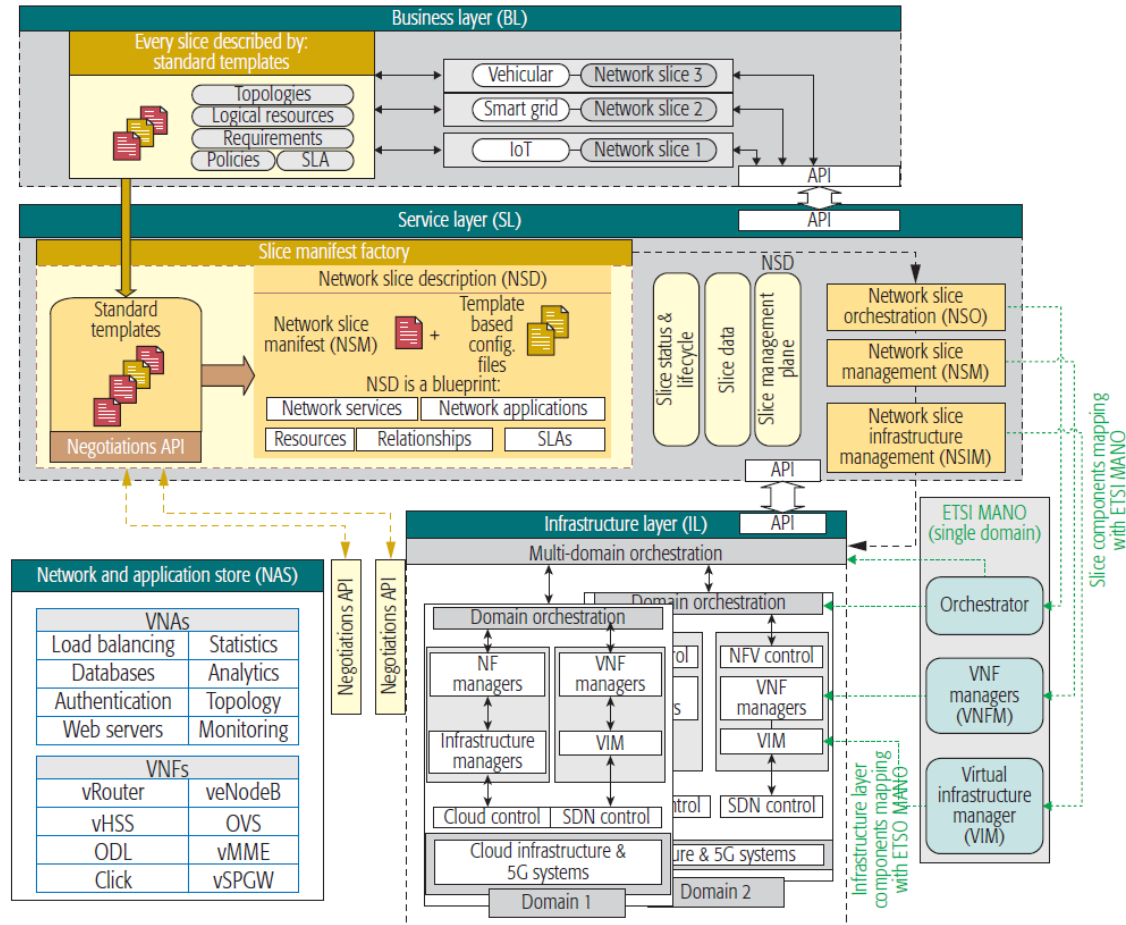 Business layer (BL)
Every slice described by:
standard templates
Topologies
Logical resources
Requirements
Policies
SLA
Vehicular
Network slice 3
Smart grid
Network slice 2
IoT
Network slice 1
API
API
Service layer (SL)
Slice manifest factory
Standard
templates
Negotiations API
Network slice description (NSD)
Network slice
manifest (NSM)
+
Template
based
config.
files
NSD is a blueprint:
Network services
Network applications
Resources
Relationships
SLAs
NSD
Slice status &
lifecycle
Slice data
Slice management
plane
Network slice
orchestration (NSO)
Network slice
management (NSM)
Network slice
infrastructure
management (NSIM)
API
API
Slice components mapping
with ETSI MANO
Infrastructure layer (IL)
Multi-domain orchestration
Negotiations API
Negotiations API
Network and application store (NAS)
VNAs
Load balancing
Statistics
Databases
Analytics
Authentication
Topology
Web servers
Monitoring
VNFs
vRouter
veNodeB
vHSS
OVS
ODL
vMME
Click
vSPGW
Domain orchestration
NF
managers
VNF
managers
Infrastructure
managers
VIM
Cloud control
SDN control
Cloud infrastructure &
5G systems
Domain 1
Domain orchestration
rol
NFV control
rs
VNF
managers
VIM
ntrol
SDN control
ure & 5G systems
Domain 2
Infrastructure layer
components mapping
with ETSO MANO
ETSI MANO
(single domain)
Orchestrator
VNF
managers
(VNFM)
Virtual
infrastructure
manager
(VIM)